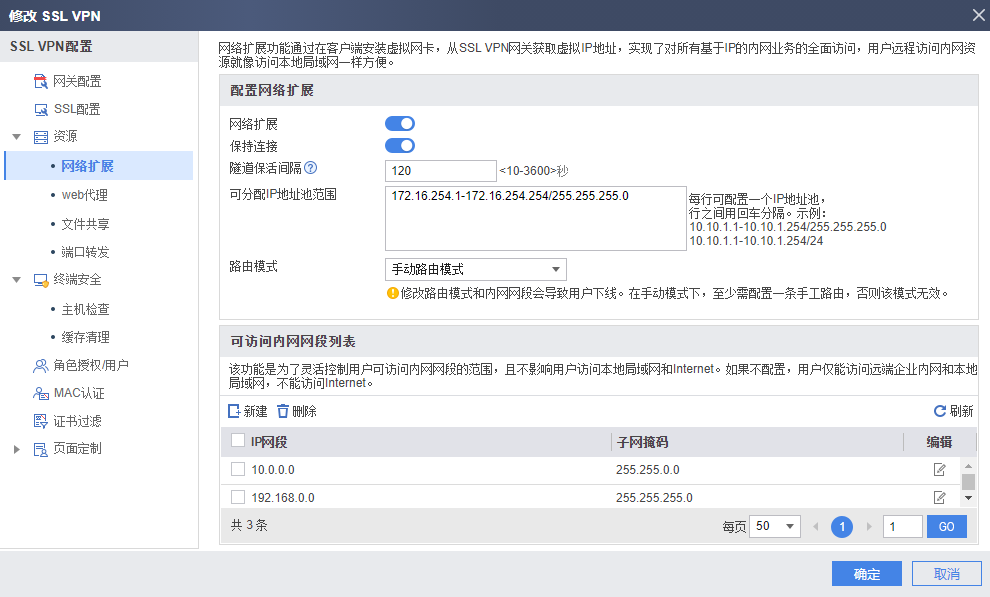 修改 SSL VPN
SSL VPN配置
网关配置
SSL配置
资源
网络扩展
web代理
文件共享
端口转发
终端安全
主机检查
缓存清理
角色授权/用户
MAC认证
证书过滤
页面定制
网络扩展功能通过在客户端安装虚拟网卡，从SSL VPN网关获取虚拟IP地址，实现了对所有基于IP的内网业务的全面访问，用户远程访问内网资
源就像访问本地局域网一样方便。
配置网络扩展
网络扩展
保持连接
隧道保活间隔 ?
120 <10-3600>秒
可分配IP地址池范围
172.16.254.1-172.16.254.254/255.255.255.0
每行可配置一个IP地址池，
行之间用回车分隔。示例：
10.10.1.1-10.10.1.254/255.255.255.0
10.10.1.1-10.10.1.254/24
路由模式
手动路由模式
修改路由模式和内网网段会导致用户下线。在手动模式下，至少需配置一条手工路由，否则该模式无效。
可访问内网网段列表
该功能是为了灵活控制用户可访问内网网段的范围，且不影响用户访问本地局域网和Internet。如果不配置，用户仅能访问远端企业内网和本地
局域网，不能访问Internet。
新建 删除 刷新
IP网段 子网掩码 编辑
10.0.0.0 255.255.0.0
192.168.0.0 255.255.255.0
共 3 条 每页 50 1 1 GO
确定 取消